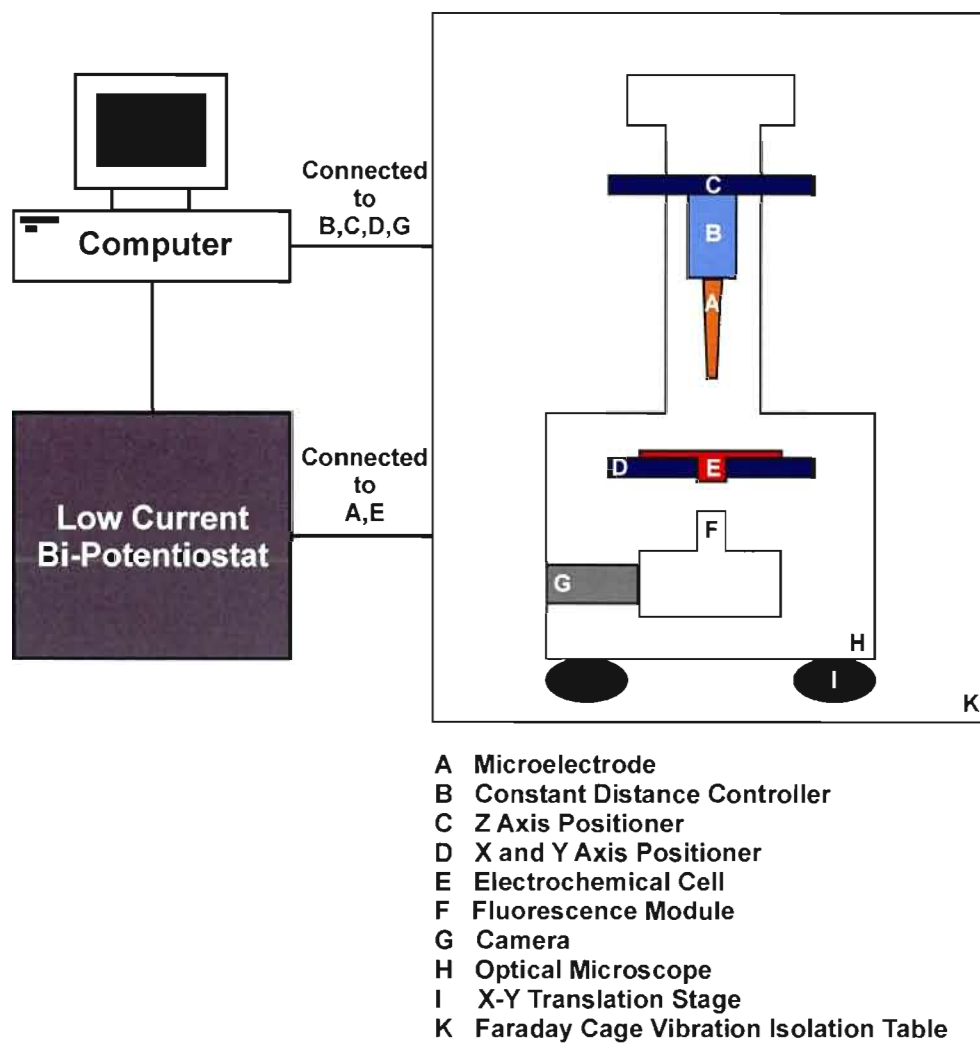 Computer
Connected
to
B,C,D,G
Low Current
Bi-Potentiostat
Connected
to
A,E
C
B
A
D
E
F
G
H
I
K
A Microelectrode
B Constant Distance Controller
C Z Axis Positioner
D X and Y Axis Positioner
E Electrochemical Cell
F Fluorescence Module
G Camera
H Optical Microscope
I X-Y Translation Stage
K Faraday Cage Vibration Isolation Table